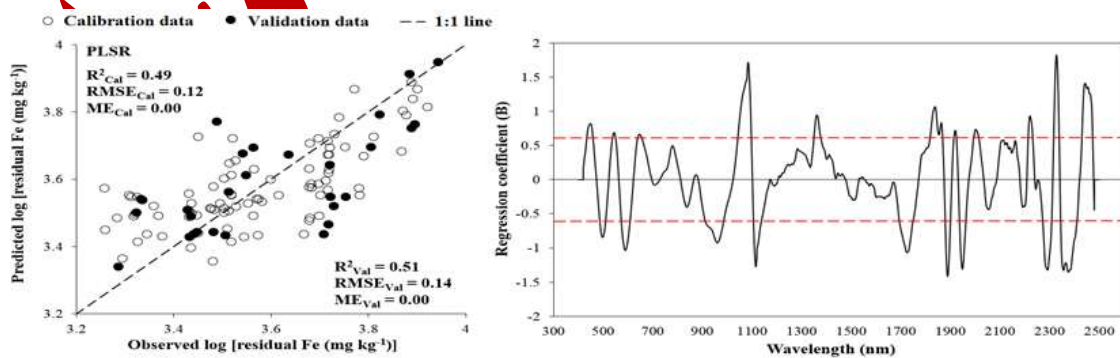 ○ Calibration data ● Validation data --- 1:1 line
PLSR
R²Cal = 0.49
RMSECal = 0.12
MECal = 0.00
R²Val = 0.51
RMSEVal = 0.14
MEVal = 0.00
Predicted log [residual Fe (mg kg⁻¹)]
4
3.8
3.6
3.4
3.2
3.2 3.4 3.6 3.8 4
Observed log [residual Fe (mg kg⁻¹)]
Regression coefficient (B)
2
1.5
1
0.5
0
-0.5
-1
-1.5
-2
300 500 700 900 1100 1300 1500 1700 1900 2100 2300 2500
Wavelength (nm)